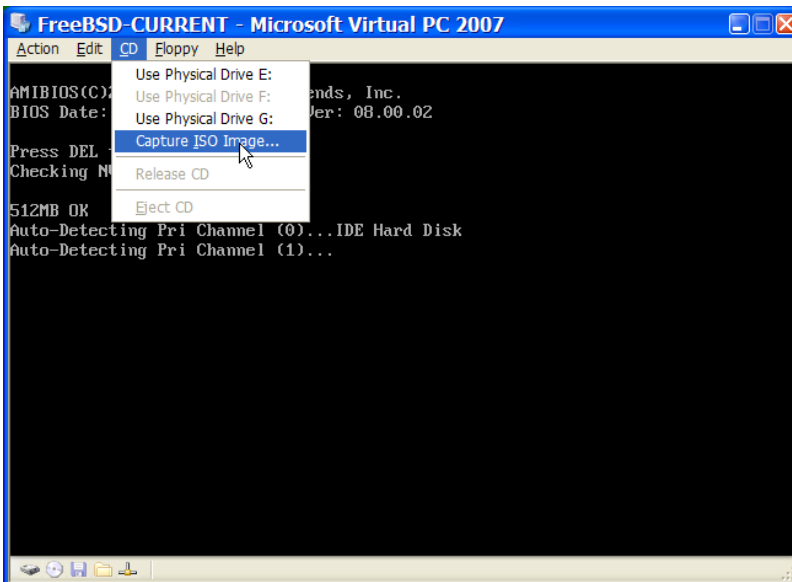 FreeBSD-CURRENT - Microsoft Virtual PC 2007
Action Edit CD Floppy Help
Use Physical Drive E:
Use Physical Drive F:
Use Physical Drive G:
Capture ISO Image...
Release CD
Eject CD
AMIBIOS(C) ends, Inc.
BIOS Date: Ver: 08.00.02
Press DEL
Checking
512MB OK
Auto-Detecting Pri Channel (0)...IDE Hard Disk
Auto-Detecting Pri Channel (1)...